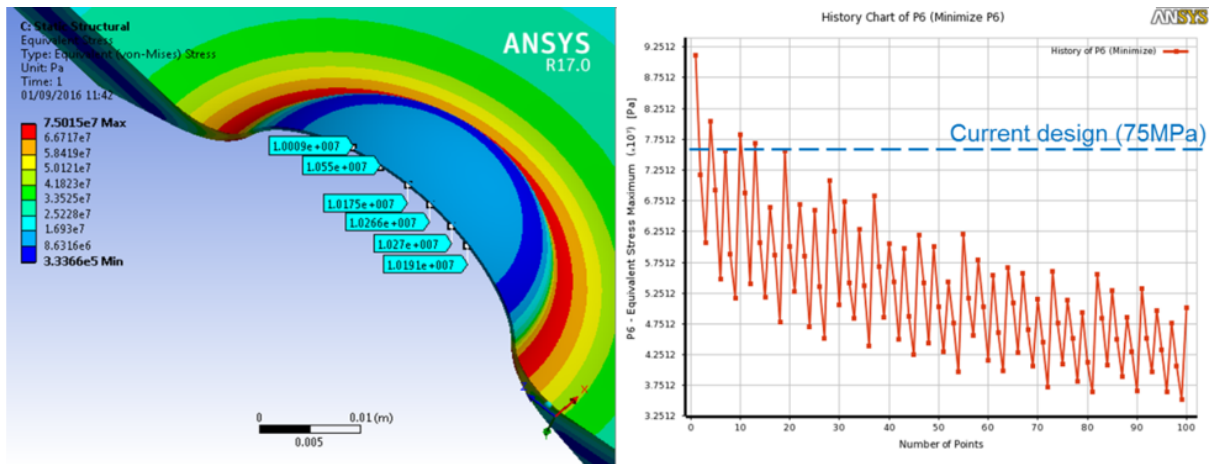 C: Static Structural
Equivalent Stress
Type: Equivalent (von-Mises) Stress
Unit: Pa
Time: 1
01/09/2016 11:42
7.5015e7 Max
6.6717e7
5.8419e7
5.0121e7
4.1823e7
3.3525e7
2.5228e7
1.693e7
8.6316e6
3.3366e5 Min
ANSYS
R17.0
1.0009e+007
1.055e+007
1.0175e+007
1.0266e+007
1.027e+007
1.0191e+007
0 0.01 (m)
0.005
Z X
History Chart of P6 (Minimize P6)
ANSYS
History of P6 (Minimize)
Current design (75MPa)
P6 - Equivalent Stress Maximum (.10⁷) [Pa]
9.2512
8.7512
8.2512
7.7512
7.2512
6.7512
6.2512
5.7512
5.2512
4.7512
4.2512
3.7512
3.2512
0 10 20 30 40 50 60 70 80 90 100
Number of Points